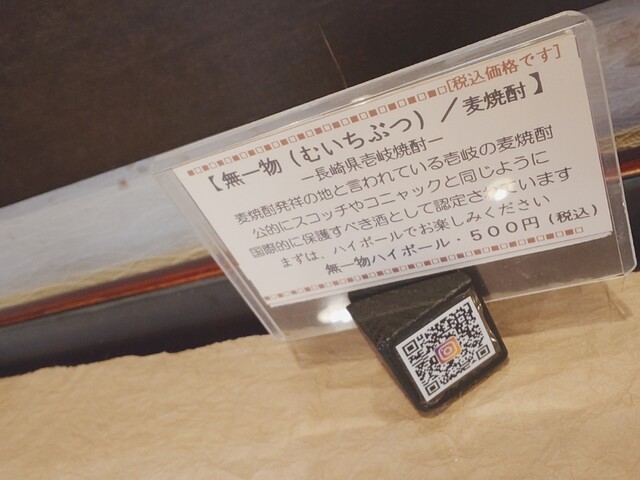 [税込価格です]
【無一物（むいちぶつ）／麦焼酎】
ー長崎県壱岐焼酎ー
麦焼酎発祥の地と言われている壱岐の麦焼酎
公的にスコッチやコニャックと同じように
国際的に保護すべき酒として認定さ ています
まずは、ハイボールでお楽しみください
無一物ハイボール・５００円（税込）